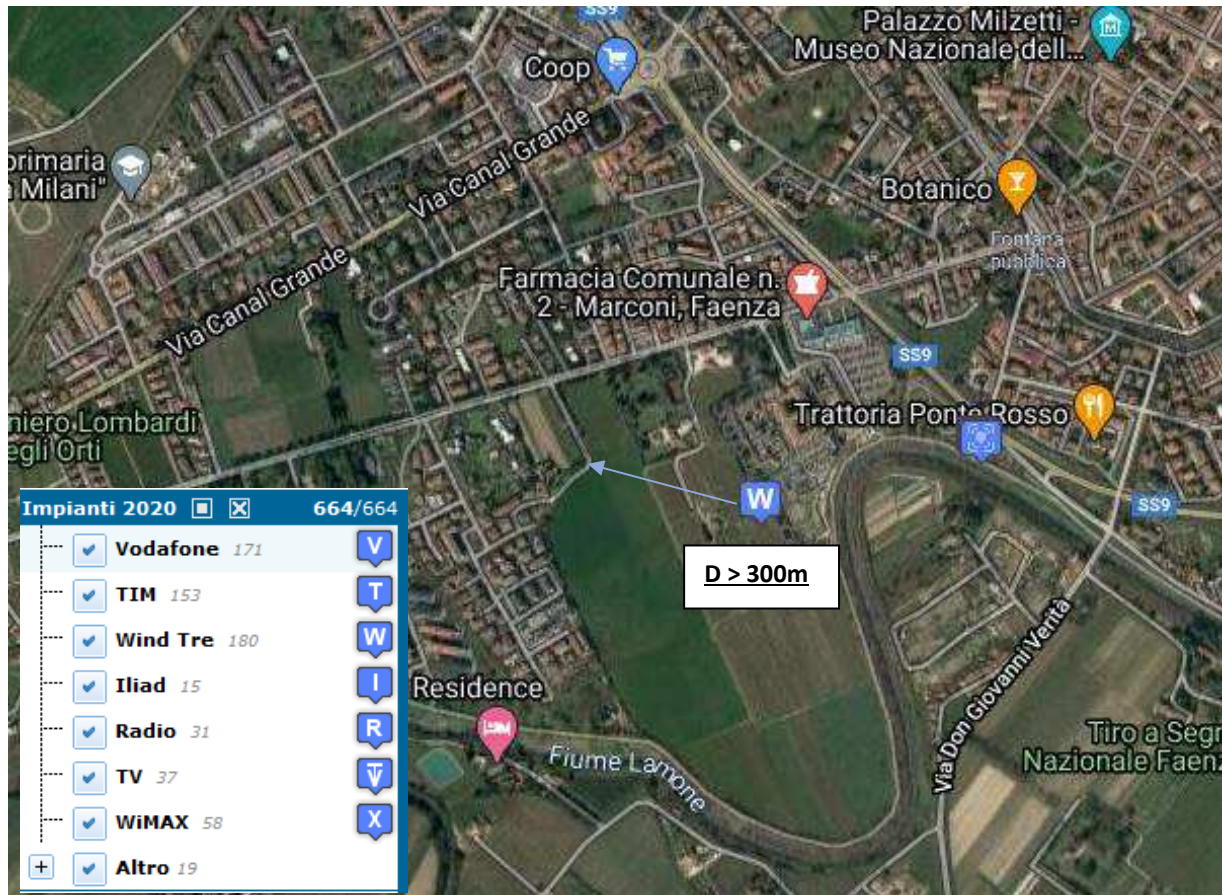 SS9
Palazzo Milzetti -
Museo Nazionale dell...
Coop
primaria
Milani"
Via Canal Grande
Botanico
Fontana
pubblica
Via Canal Grande
Farmacia Comunale n.
2 - Marconi, Faenza
SS9
Trattoria Ponte Rosso
niero Lombardi
egli Orti
W
SS9
D > 300m
Impianti 2020 664/664
Vodafone 171 V
TIM 153 T
Wind Tre 180 W
Iliad 15 I
Radio 31 R
TV 37 TV
WiMAX 58 X
+ Altro 19
Residence
Fiume Lamone
Via Don Giovanni Verità
Tiro a Segn
Nazionale Faenz